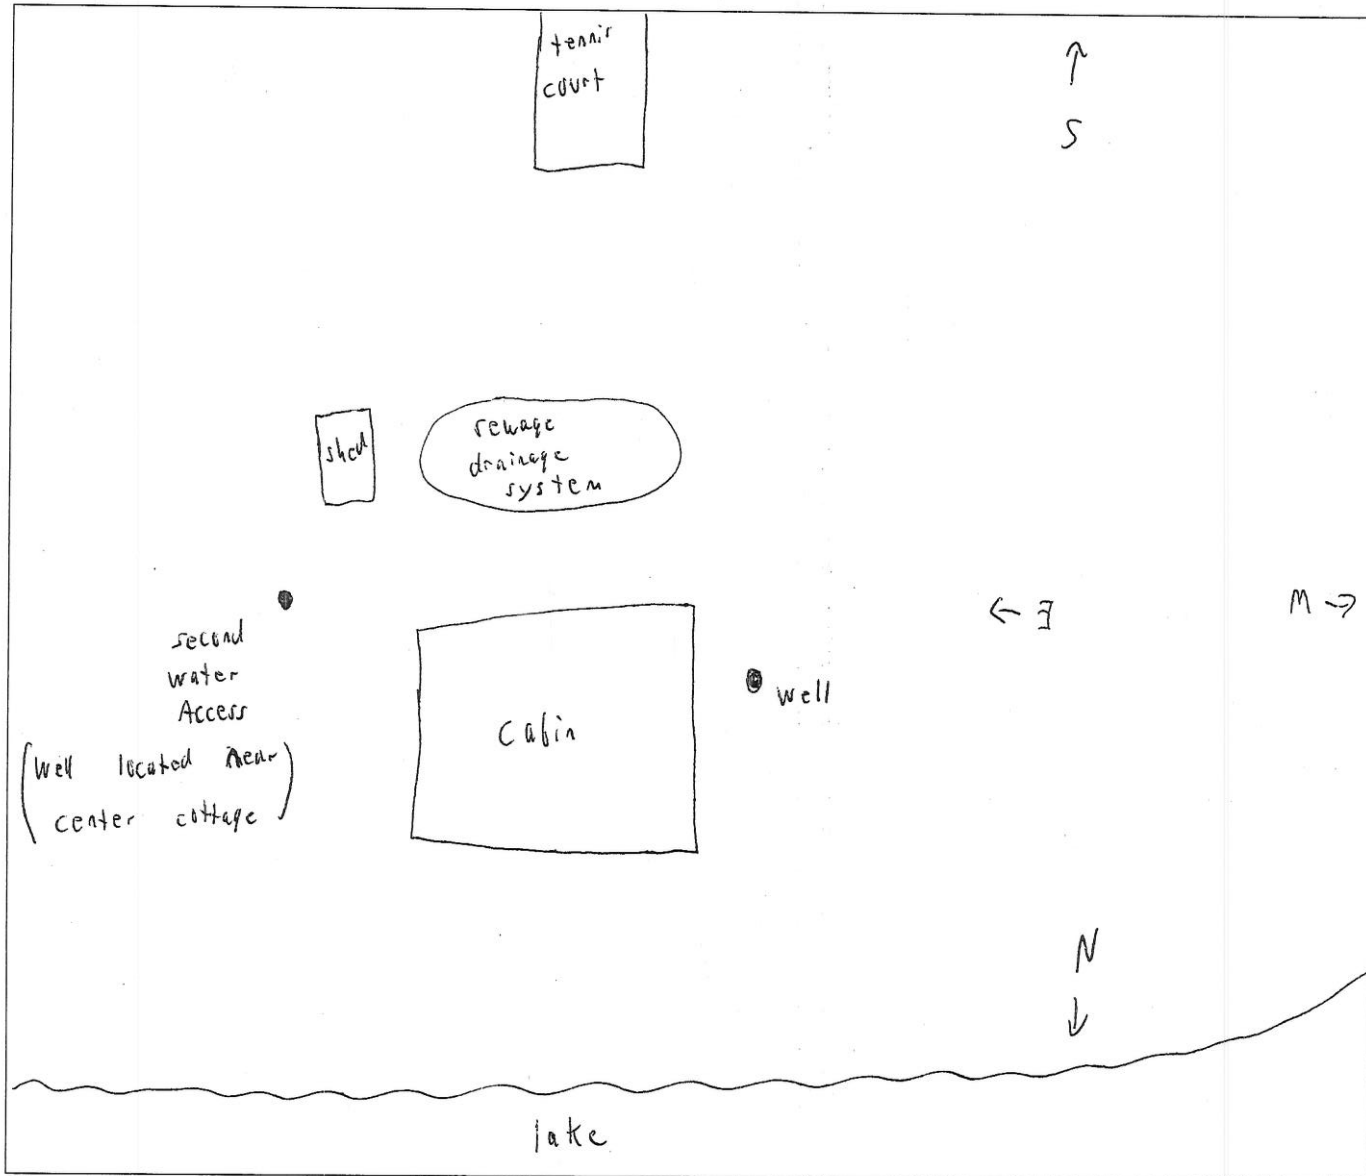 tennis
court
↑
S
shed
sewage
drainage
system
second
water
Access
(Well located near
center cottage)
Cabin
well
← E
W →
N
↓
lake